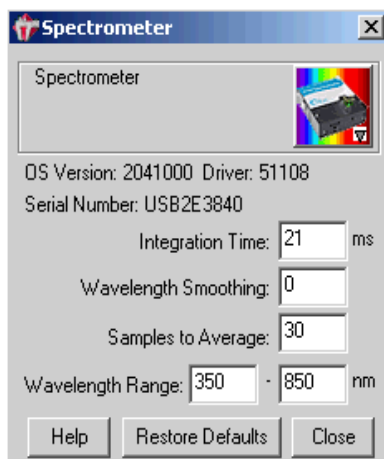 Spectrometer
Spectrometer
OS Version: 2041000 Driver: 51108
Serial Number: USB2E3840
Integration Time: 21 ms
Wavelength Smoothing: 0
Samples to Average: 30
Wavelength Range: 350 - 850 nm
Help Restore Defaults Close